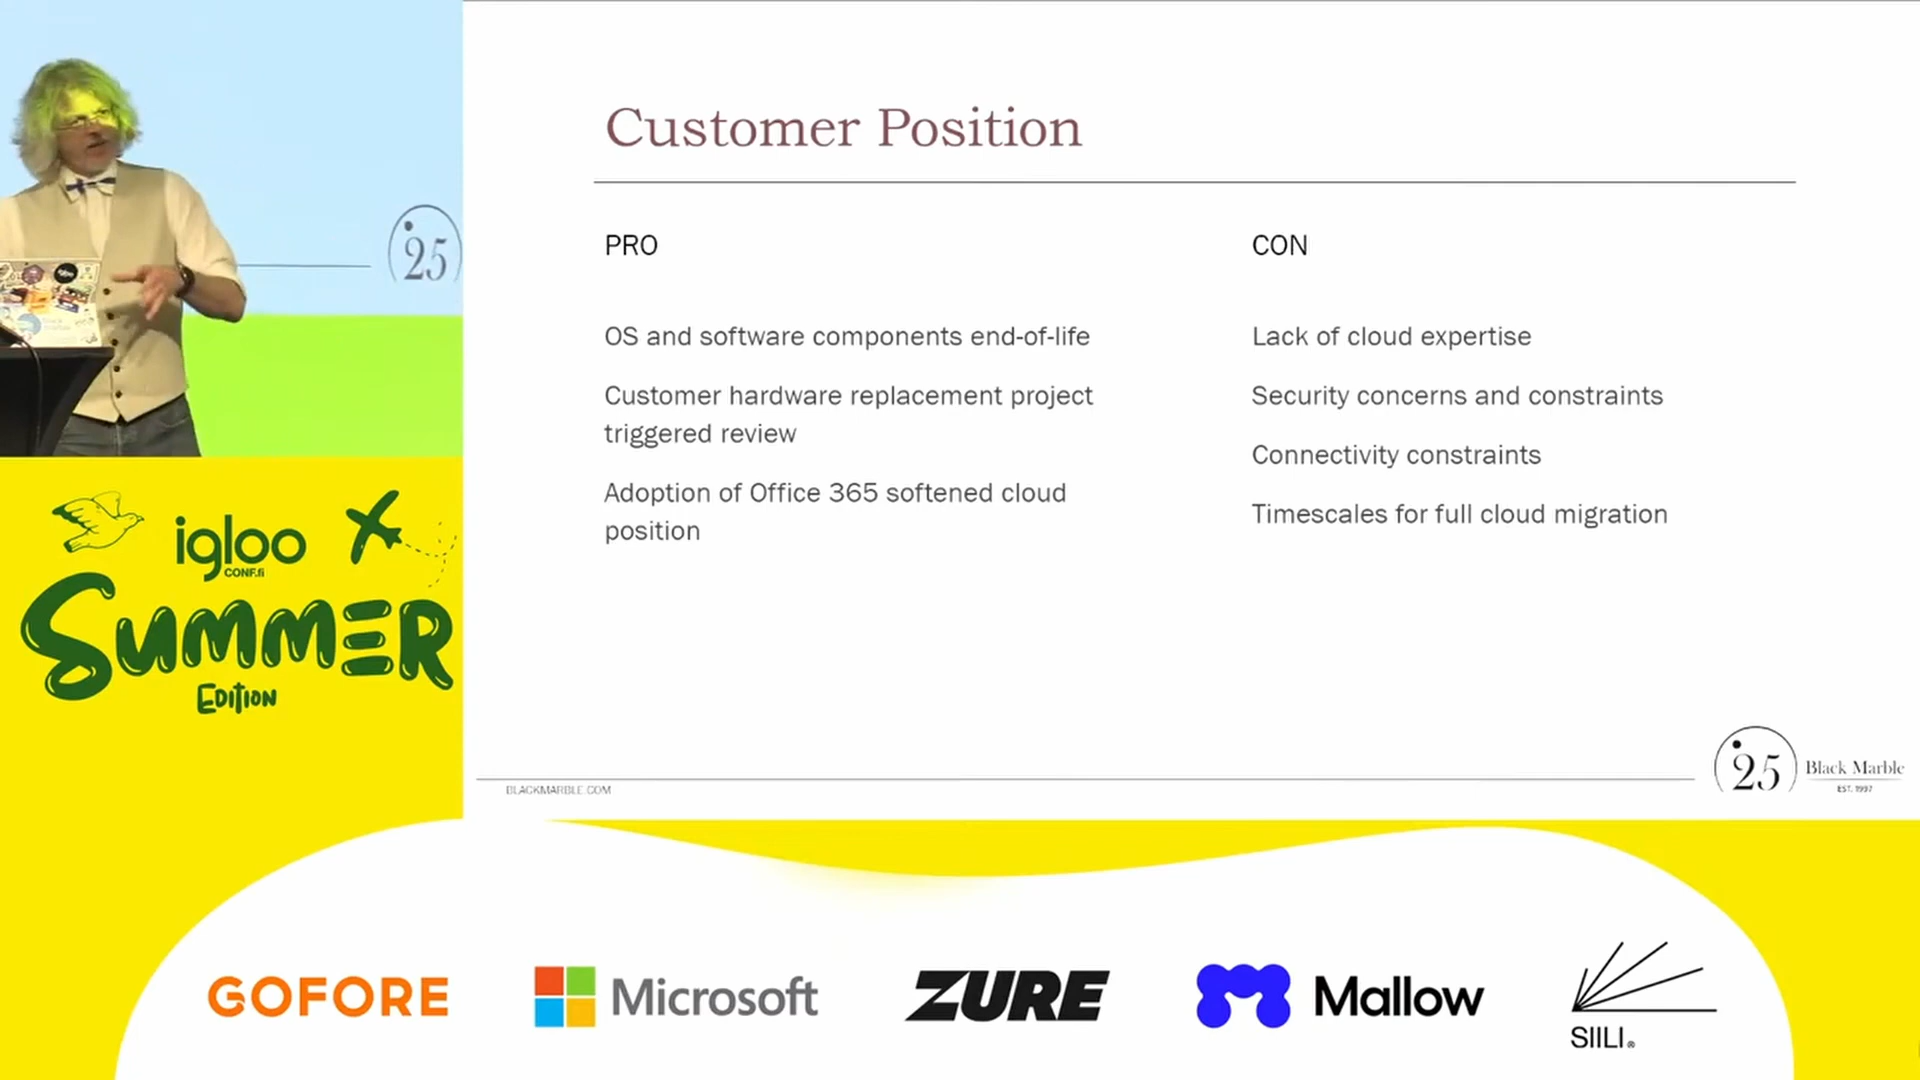 Customer Position
PRO
OS and software components end-of-life
Customer hardware replacement project
triggered review
Adoption of Office 365 softened cloud
position
CON
Lack of cloud expertise
Security concerns and constraints
Connectivity constraints
Timescales for full cloud migration
25
igloo
CONF.fi
SUMMER
EDITION
BLACKMARBLE.COM
25
Black Marble
EST. 1997
GOFORE
Microsoft
ZURE
Mallow
SIILI®